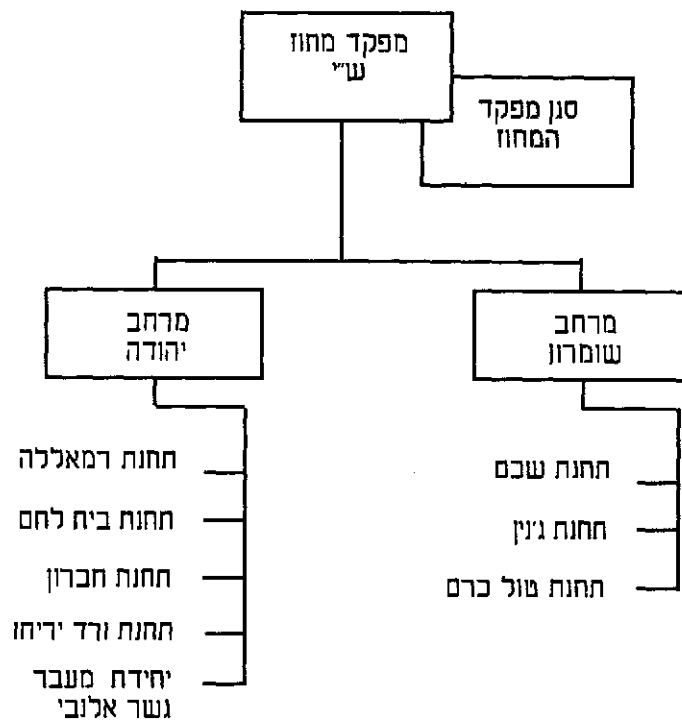 מפקד מחוז
ש"י
סגן מפקד
המחוז
מרחב
שומרון
תחנת שכם
תחנת ג'נין
תחנת טול כרם
מרחב
יהודה
תחנת רמאללה
תחנת בית לחם
תחנת חברון
תחנת ורד יריחו
יחידת מעבר
גשר אלנבי